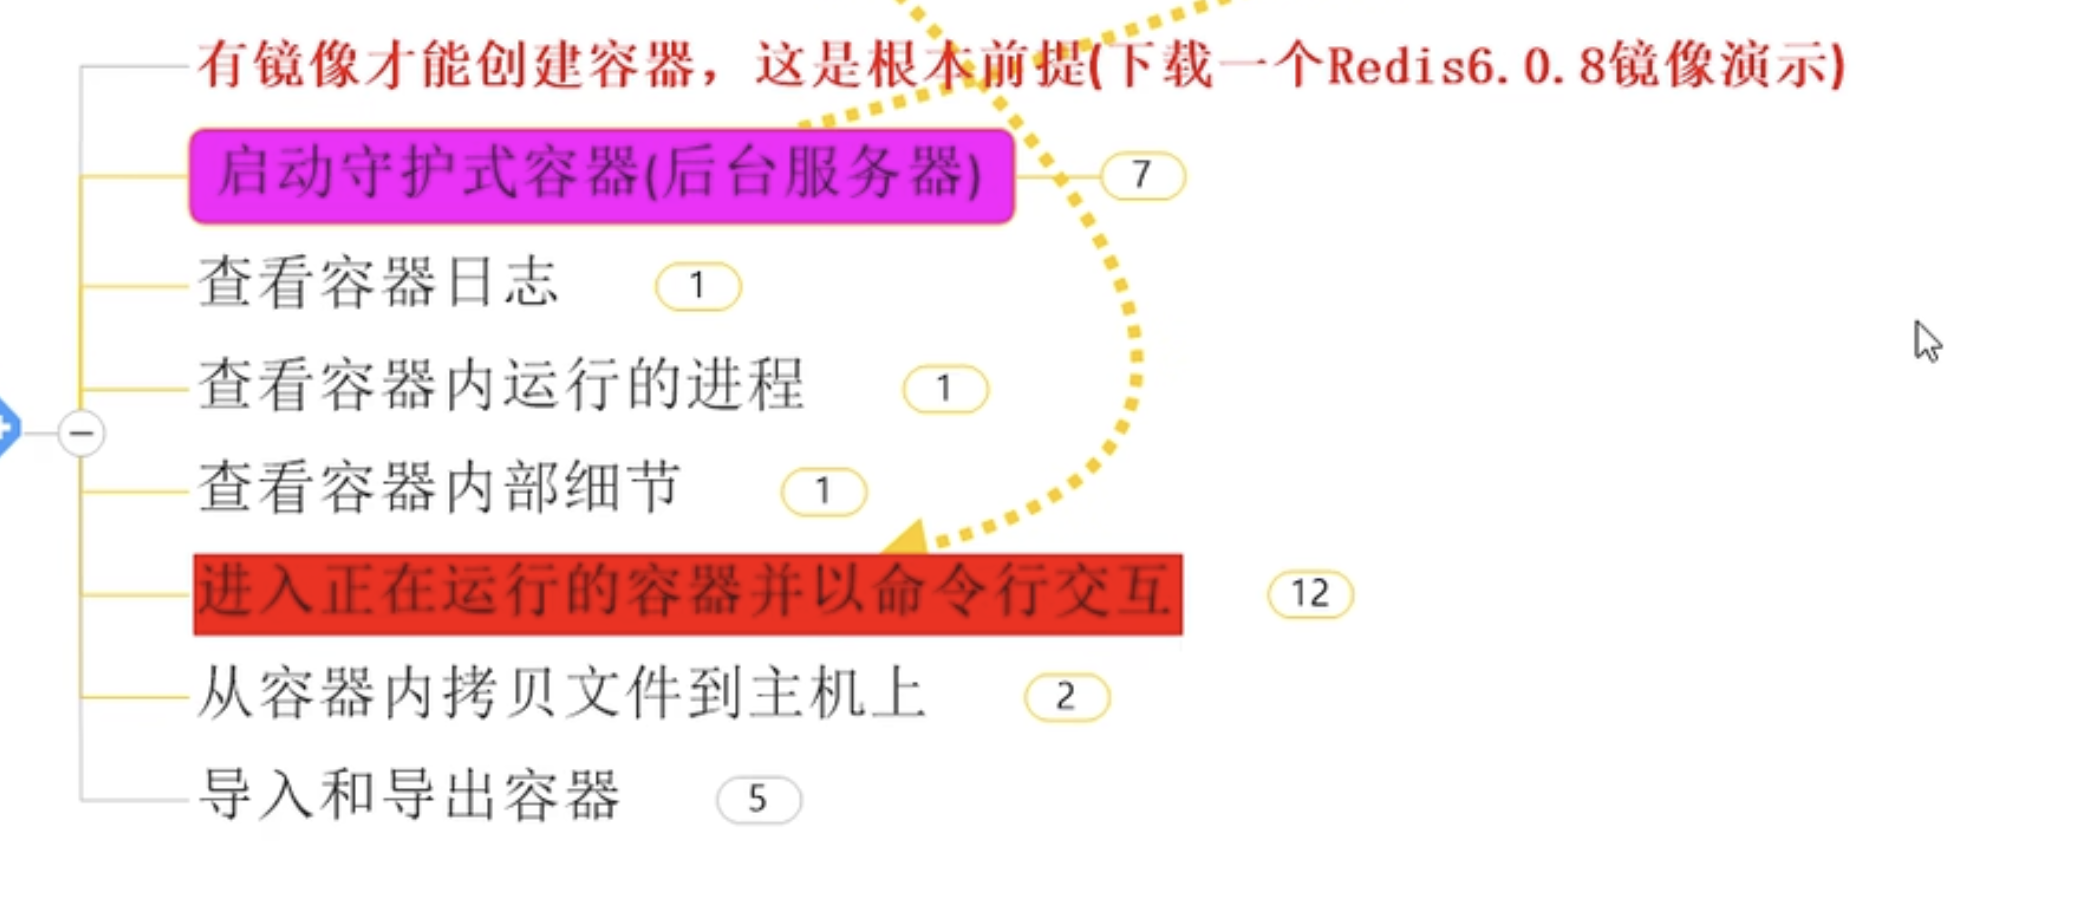 有镜像才能创建容器，这是根本前提(下载一个Redis6.0.8镜像演示)
启动守护式容器(后台服务器) 7
查看容器日志 1
查看容器内运行的进程 1
查看容器内部细节 1
进入正在运行的容器并以命令行交互 12
从容器内拷贝文件到主机上 2
导入和导出容器 5